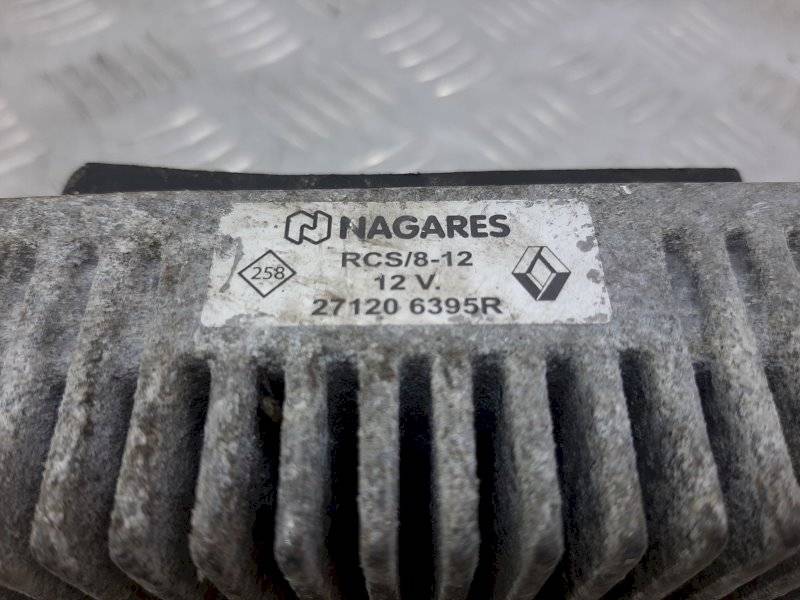 NAGARES
RCS/8-12
258
12 V.
27120 6395R